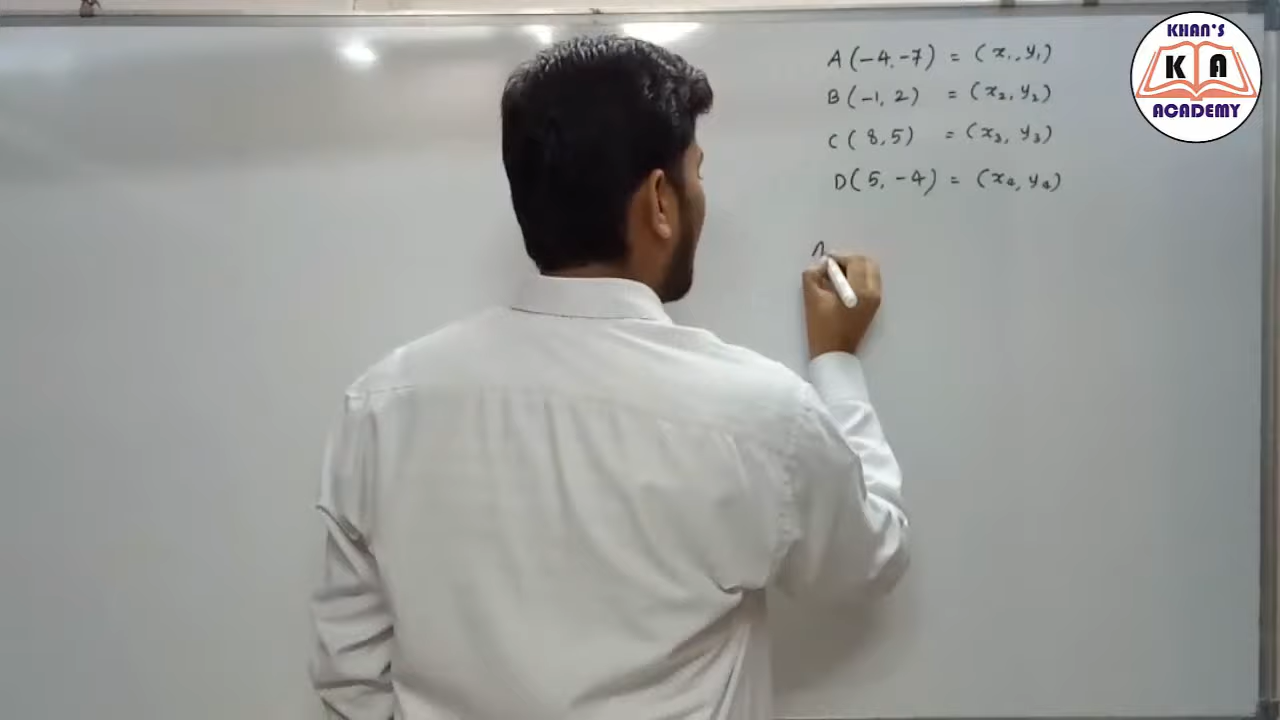 A (-4, -7) = (x₁, y₁)
B (-1, 2) = (x₂, y₂)
C ( 8, 5) = (x₃, y₃)
D( 5, -4) = (x₄, y₄)
KHAN'S
K A
ACADEMY